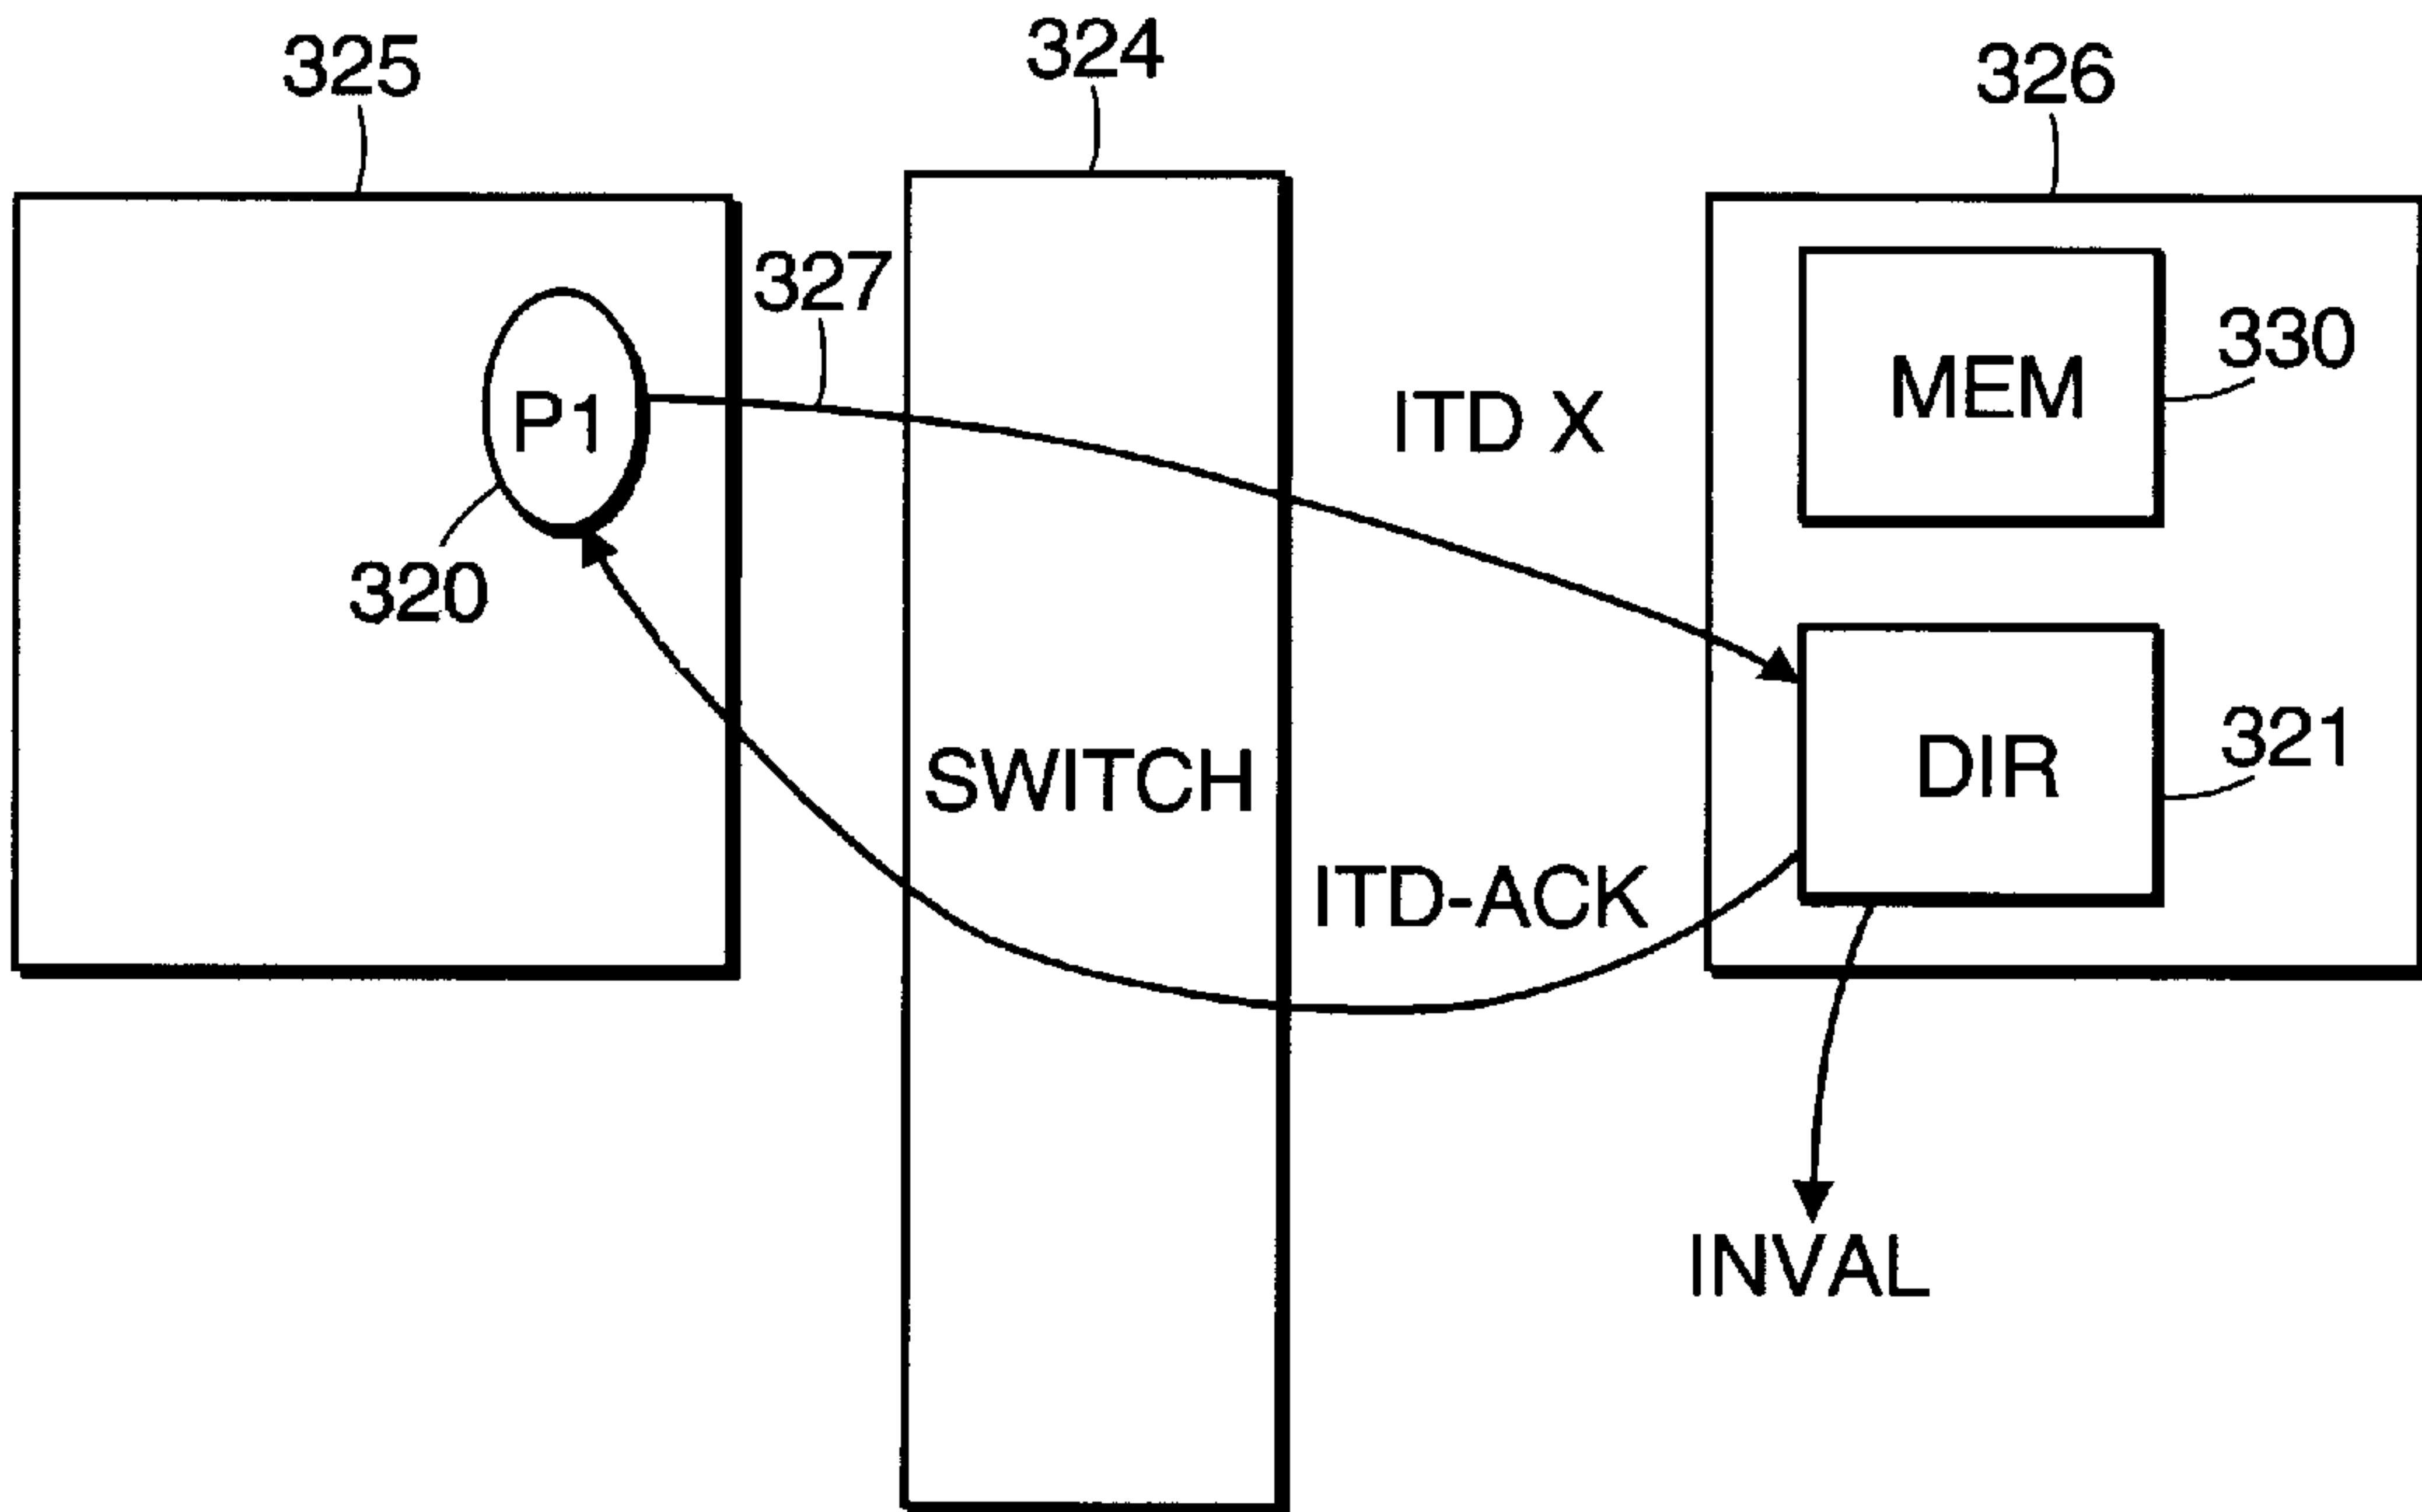 325
324
326
327
330
MEM
ITD X
P1
320
321
DIR
SWITCH
ITD-ACK
INVAL